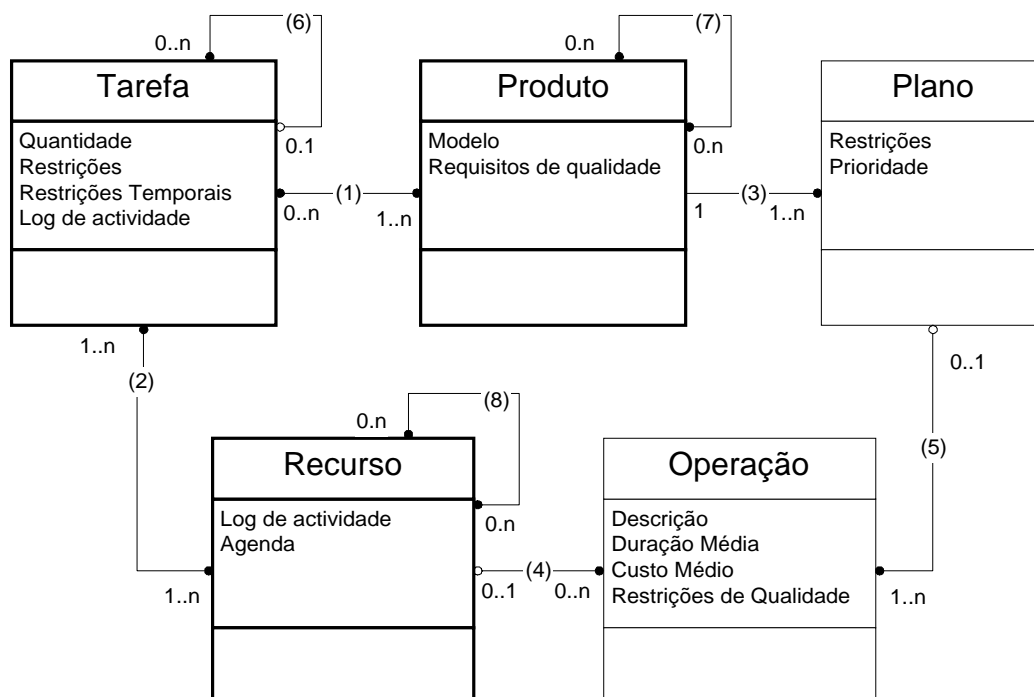 (6)
0..n
Tarefa
Quantidade
Restrições
Restrições Temporais
Log de actividade
0.1
0..n
(1)
1..n
(7)
0.n
Produto
Modelo
Requisitos de qualidade
0.n
1
(3)
1..n
Plano
Restrições
Prioridade
1..n
(2)
1..n
0..1
(5)
1..n
(8)
0.n
Recurso
Log de actividade
Agenda
0.n
0..1
(4)
0..n
Operação
Descrição
Duração Média
Custo Médio
Restrições de Qualidade